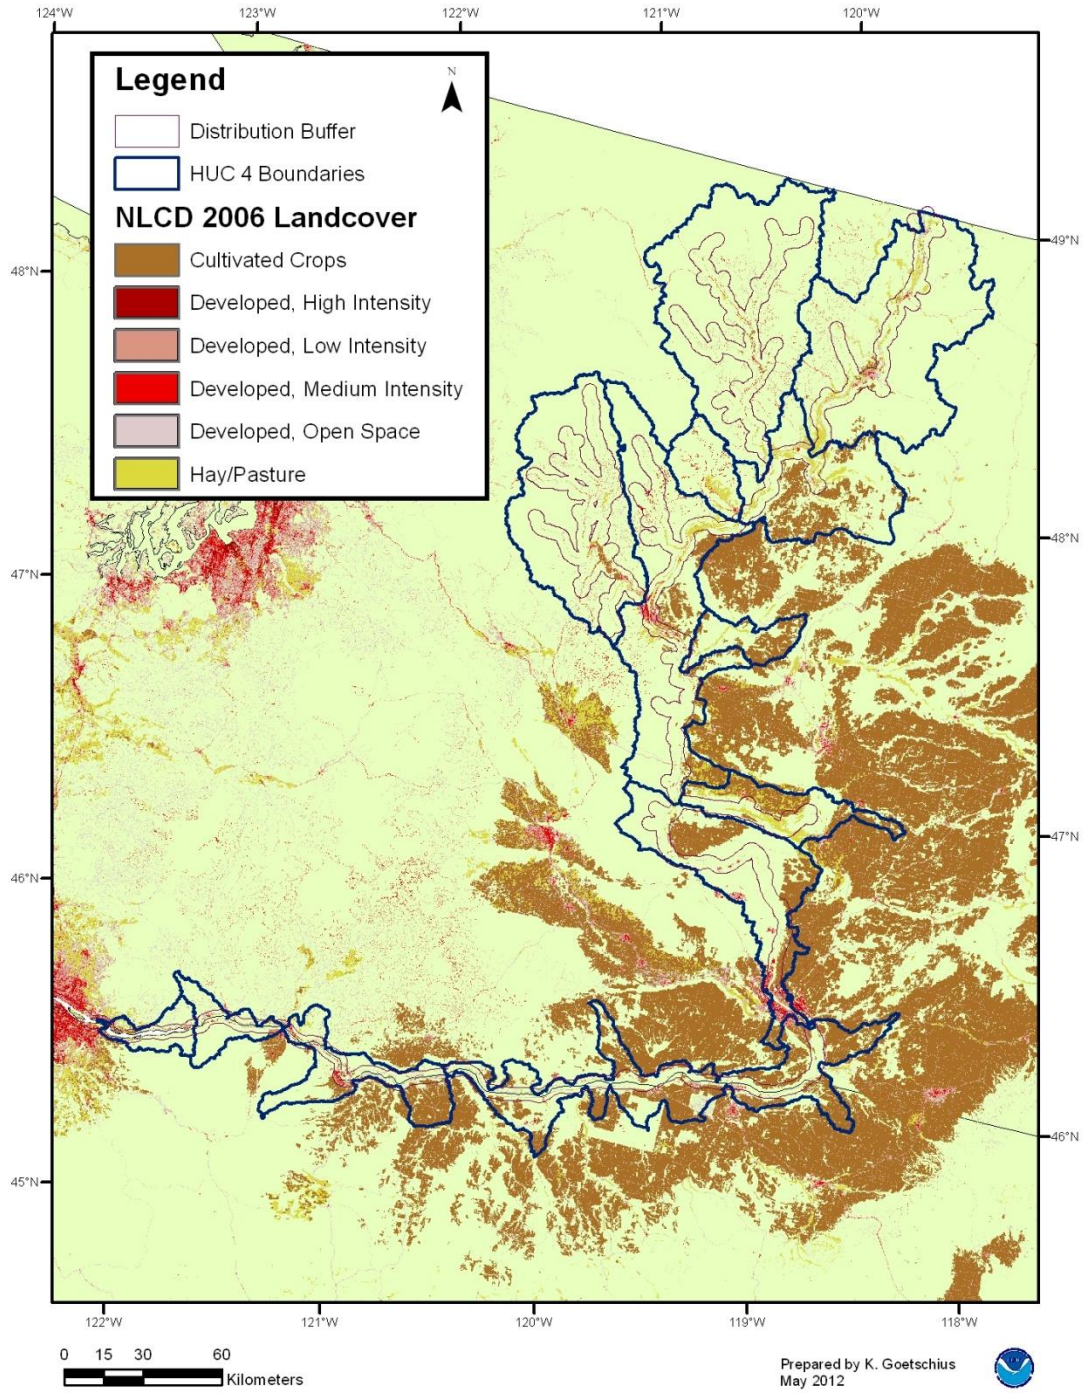 124°W 123°W 122°W 121°W 120°W
Legend
N
Distribution Buffer
HUC 4 Boundaries
NLCD 2006 Landcover
Cultivated Crops
Developed, High Intensity
Developed, Low Intensity
Developed, Medium Intensity
Developed, Open Space
Hay/Pasture
49°N
48°N
48°N
47°N
47°N
46°N
46°N
45°N
122°W 121°W 120°W 119°W 118°W
0 15 30 60
Kilometers
Prepared by K. Goetschius
May 2012